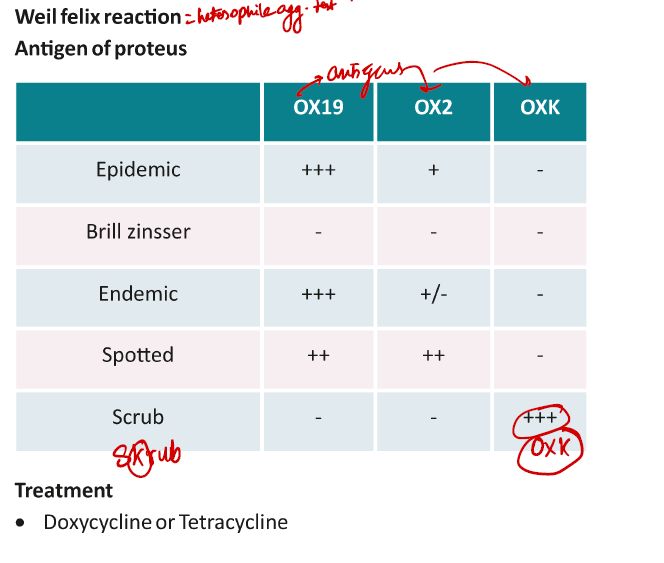 Weil felix reaction = heterophile agg. test
Antigen of proteus
antigens
OX19 OX2 OXK
Epidemic +++ + -
Brill zinsser - - -
Endemic +++ +/- -
Spotted ++ ++ -
Scrub - - +++
SKrub OXK
Treatment
• Doxycycline or Tetracycline